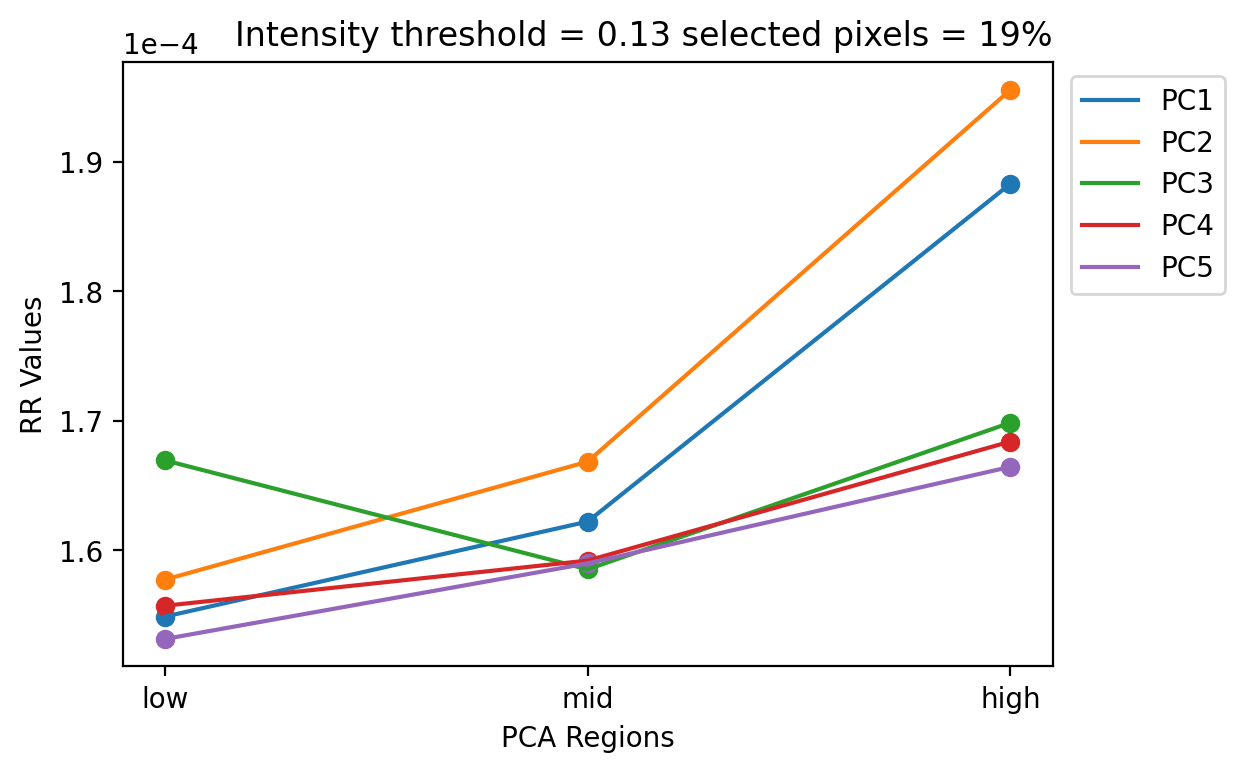 Intensity threshold = 0.13 selected pixels = 19%
1e−4
1.9
1.8
1.7
1.6
RR Values
low
mid
high
PCA Regions
PC1
PC2
PC3
PC4
PC5